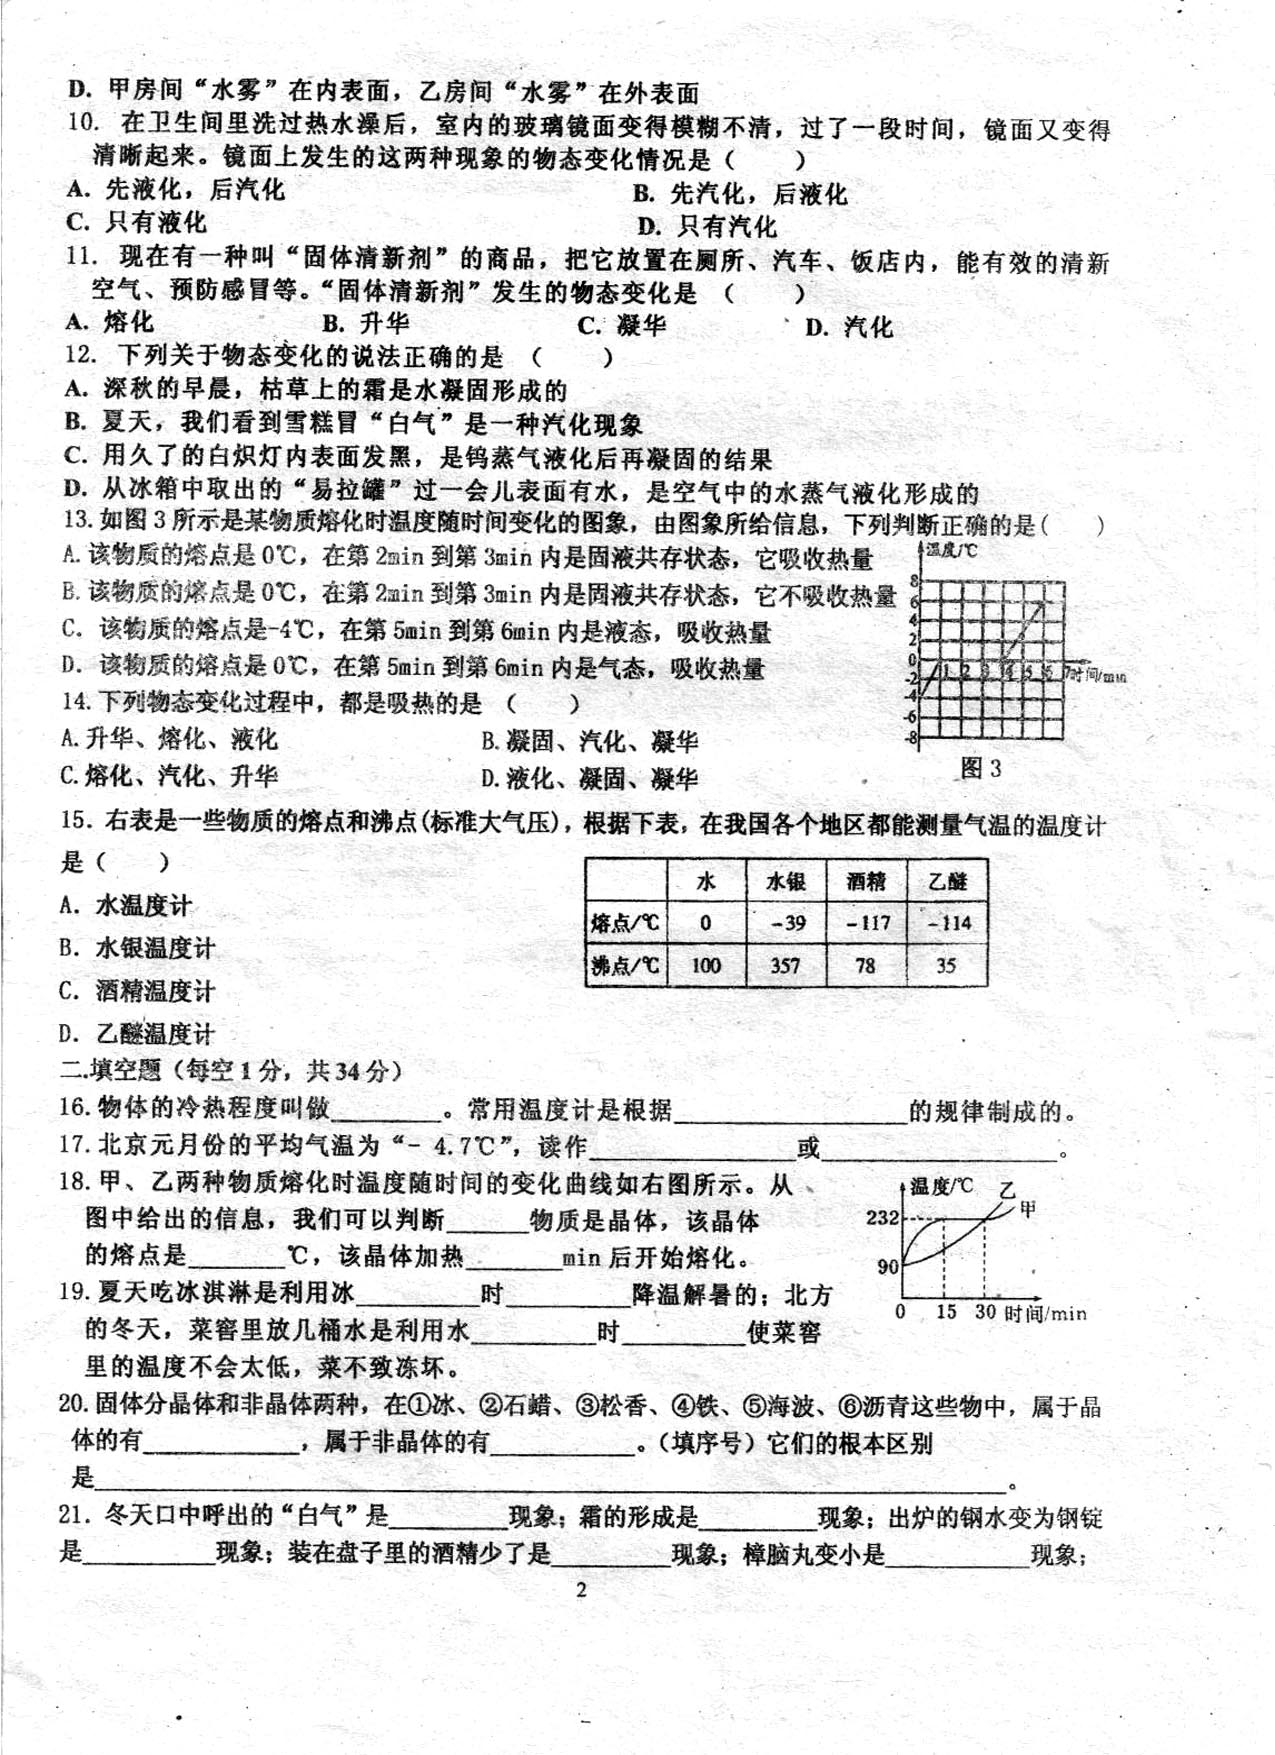 D. 甲房间“水雾”在内表面，乙房间“水雾”在外表面
10. 在卫生间里洗过热水澡后，室内的玻璃镜面变得模糊不清，过了一段时间，镜面又变得
清晰起来。镜面上发生的这两种现象的物态变化情况是（　　）
A. 先液化，后汽化　　B. 先汽化，后液化
C. 只有液化　　D. 只有汽化
11. 现在有一种叫“固体清新剂”的商品，把它放置在厕所、汽车、饭店内，能有效的清新
空气、预防感冒等。“固体清新剂”发生的物态变化是（　　）
A. 熔化　　B. 升华　　C. 凝华　　D. 汽化
12. 下列关于物态变化的说法正确的是（　　）
A. 深秋的早晨，枯草上的霜是水凝固形成的
B. 夏天，我们看到雪糕冒“白气”是一种汽化现象
C. 用久了的白炽灯内表面发黑，是钨蒸气液化后再凝固的结果
D. 从冰箱中取出的“易拉罐”过一会儿表面有水，是空气中的水蒸气液化形成的
13.如图3所示是某物质熔化时温度随时间变化的图象，由图象所给信息，下列判断正确的是（　　）
A.该物质的熔点是0℃，在第2min到第3min内是固液共存状态，它吸收热量
B.该物质的熔点是0℃，在第2min到第3min内是固液共存状态，它不吸收热量
C. 该物质的熔点是-4℃，在第5min到第6min内是液态，吸收热量
D. 该物质的熔点是0℃，在第5min到第6min内是气态，吸收热量
温度/℃
8
6
4
2
0
-2
-4
-6
-8
1 2 3 4 5 6 7时间/min
图3
14.下列物态变化过程中，都是吸热的是（　　）
A.升华、熔化、液化　　B.凝固、汽化、凝华
C.熔化、汽化、升华　　D.液化、凝固、凝华
15. 右表是一些物质的熔点和沸点(标准大气压)，根据下表，在我国各个地区都能测量气温的温度计
是（　　）
A. 水温度计
B. 水银温度计
C. 酒精温度计
D. 乙醚温度计
水　水银　酒精　乙醚
熔点/℃　0　-39　-117　-114
沸点/℃　100　357　78　35
二.填空题（每空1分，共34分）
16.物体的冷热程度叫做________。常用温度计是根据________________的规律制成的。
17.北京元月份的平均气温为“- 4.7℃”，读作______________或________________。
18.甲、乙两种物质熔化时温度随时间的变化曲线如右图所示。从
图中给出的信息，我们可以判断______物质是晶体，该晶体
的熔点是_______℃，该晶体加热_______min后开始熔化。
温度/℃
乙
甲
232
90
0　15　30 时间/min
19.夏天吃冰淇淋是利用冰_________时_________降温解暑的；北方
的冬天，菜窖里放几桶水是利用水_________时_________使菜窖
里的温度不会太低，菜不致冻坏。
20.固体分晶体和非晶体两种，在①冰、②石蜡、③松香、④铁、⑤海波、⑥沥青这些物中，属于晶
体的有____________，属于非晶体的有___________。（填序号）它们的根本区别
是________________________________________________。
21. 冬天口中呼出的“白气”是_________现象；霜的形成是_________现象；出炉的钢水变为钢锭
是__________现象；装在盘子里的酒精少了是_________现象；樟脑丸变小是___________现象；
2